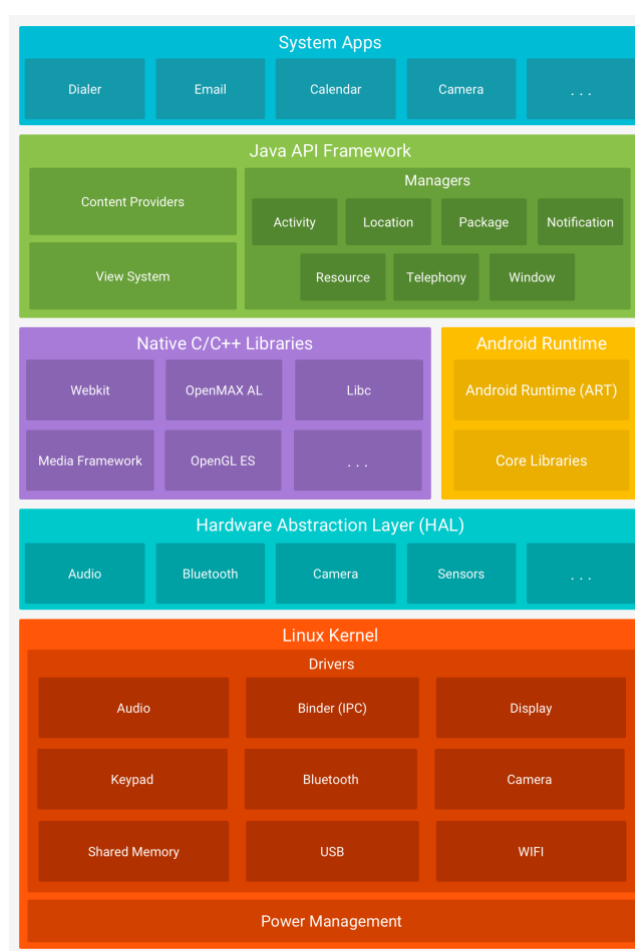 System Apps
Dialer
Email
Calendar
Camera
. . .
Java API Framework
Content Providers
View System
Managers
Activity
Location
Package
Notification
Resource
Telephony
Window
Native C/C++ Libraries
Webkit
OpenMAX AL
Libc
Media Framework
OpenGL ES
. . .
Android Runtime
Android Runtime (ART)
Core Libraries
Hardware Abstraction Layer (HAL)
Audio
Bluetooth
Camera
Sensors
. . .
Linux Kernel
Drivers
Audio
Binder (IPC)
Display
Keypad
Bluetooth
Camera
Shared Memory
USB
WIFI
Power Management